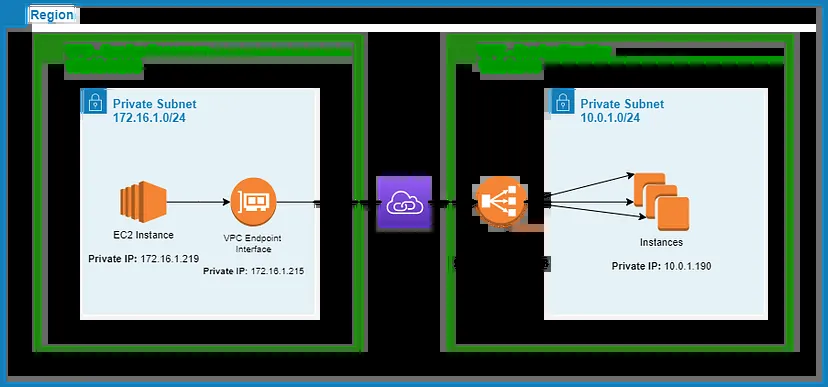 Region
Private Subnet
172.16.1.0/24
EC2 Instance
Private IP: 172.16.1.219
VPC Endpoint
Interface
Private IP: 172.16.1.215
Private Subnet
10.0.1.0/24
Instances
Private IP: 10.0.1.190